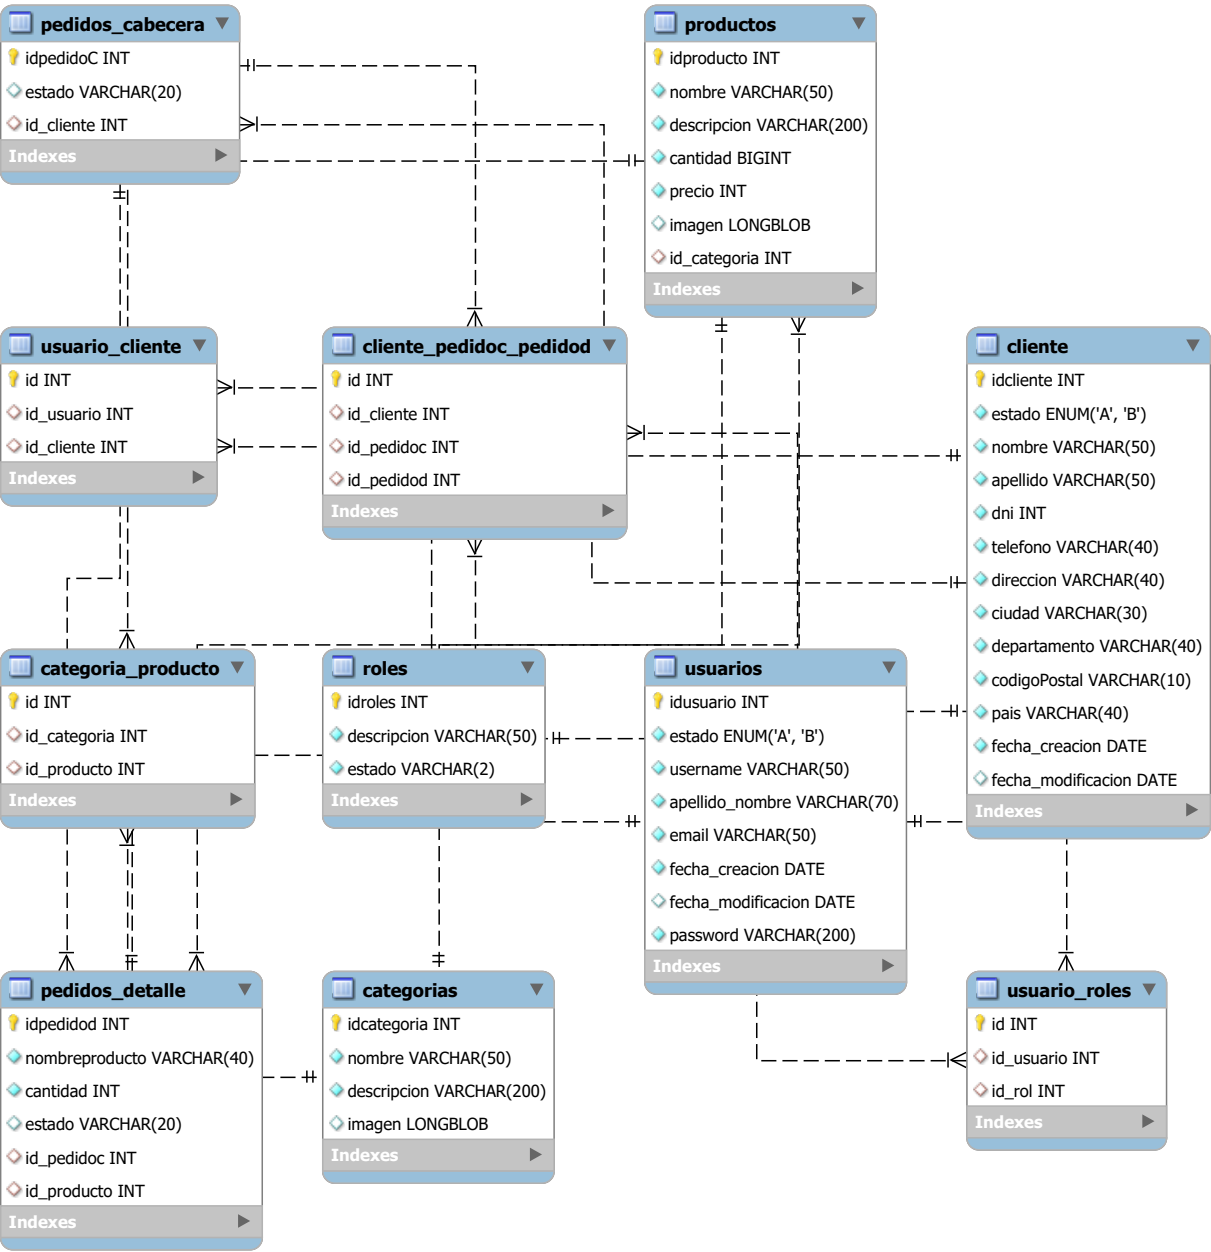 pedidos_cabecera
idpedidoC INT
estado VARCHAR(20)
id_cliente INT
Indexes
productos
idproducto INT
nombre VARCHAR(50)
descripcion VARCHAR(200)
cantidad BIGINT
precio INT
imagen LONGBLOB
id_categoria INT
Indexes
usuario_cliente
id INT
id_usuario INT
id_cliente INT
Indexes
cliente_pedidoc_pedidod
id INT
id_cliente INT
id_pedidoc INT
id_pedidod INT
Indexes
cliente
idcliente INT
estado ENUM('A', 'B')
nombre VARCHAR(50)
apellido VARCHAR(50)
dni INT
telefono VARCHAR(40)
direccion VARCHAR(40)
ciudad VARCHAR(30)
departamento VARCHAR(40)
codigoPostal VARCHAR(10)
pais VARCHAR(40)
fecha_creacion DATE
fecha_modificacion DATE
Indexes
categoria_producto
id INT
id_categoria INT
id_producto INT
Indexes
roles
idroles INT
descripcion VARCHAR(50)
estado VARCHAR(2)
Indexes
usuarios
idusuario INT
estado ENUM('A', 'B')
username VARCHAR(50)
apellido_nombre VARCHAR(70)
email VARCHAR(50)
fecha_creacion DATE
fecha_modificacion DATE
password VARCHAR(200)
Indexes
pedidos_detalle
idpedidod INT
nombreproducto VARCHAR(40)
cantidad INT
estado VARCHAR(20)
id_pedidoc INT
id_producto INT
Indexes
categorias
idcategoria INT
nombre VARCHAR(50)
descripcion VARCHAR(200)
imagen LONGBLOB
Indexes
usuario_roles
id INT
id_usuario INT
id_rol INT
Indexes